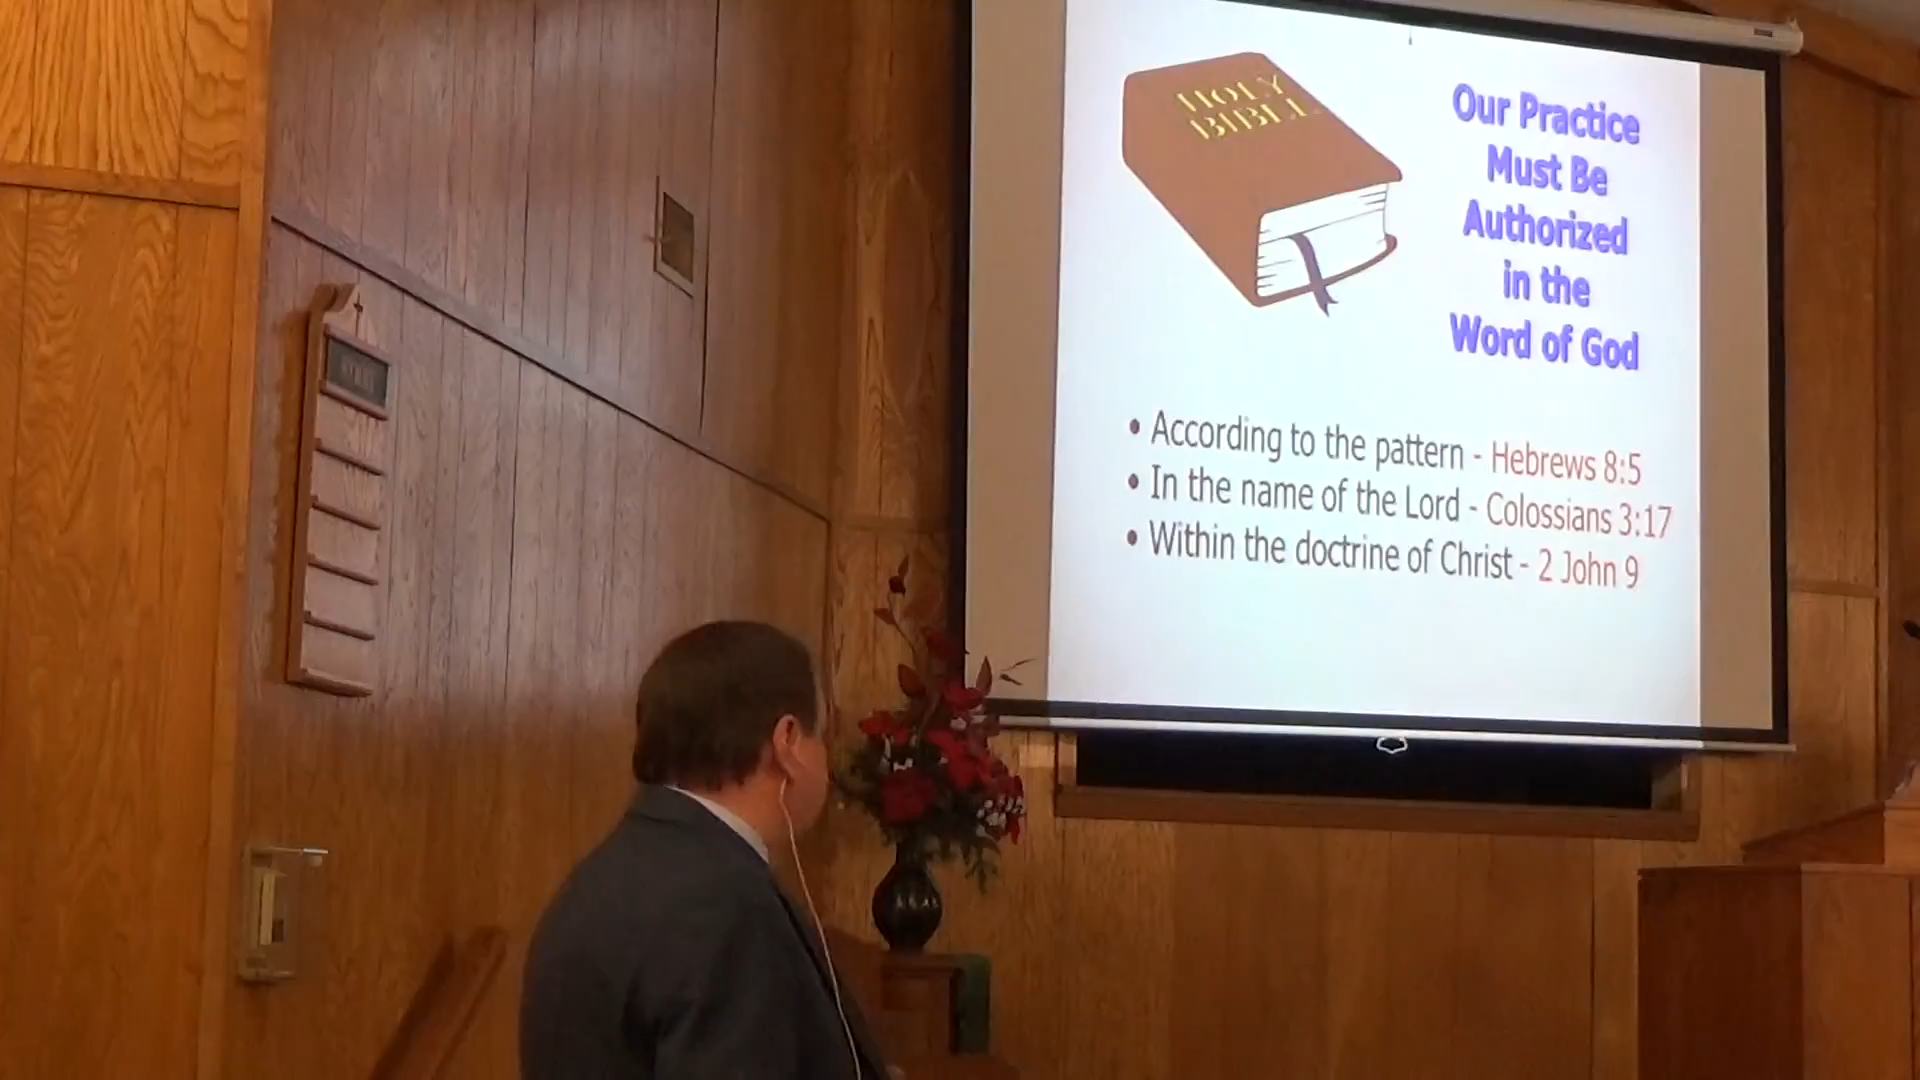 HOLY
BIBLE
Our Practice
Must Be
Authorized
in the
Word of God
• According to the pattern - Hebrews 8:5
• In the name of the Lord - Colossians 3:17
• Within the doctrine of Christ - 2 John 9